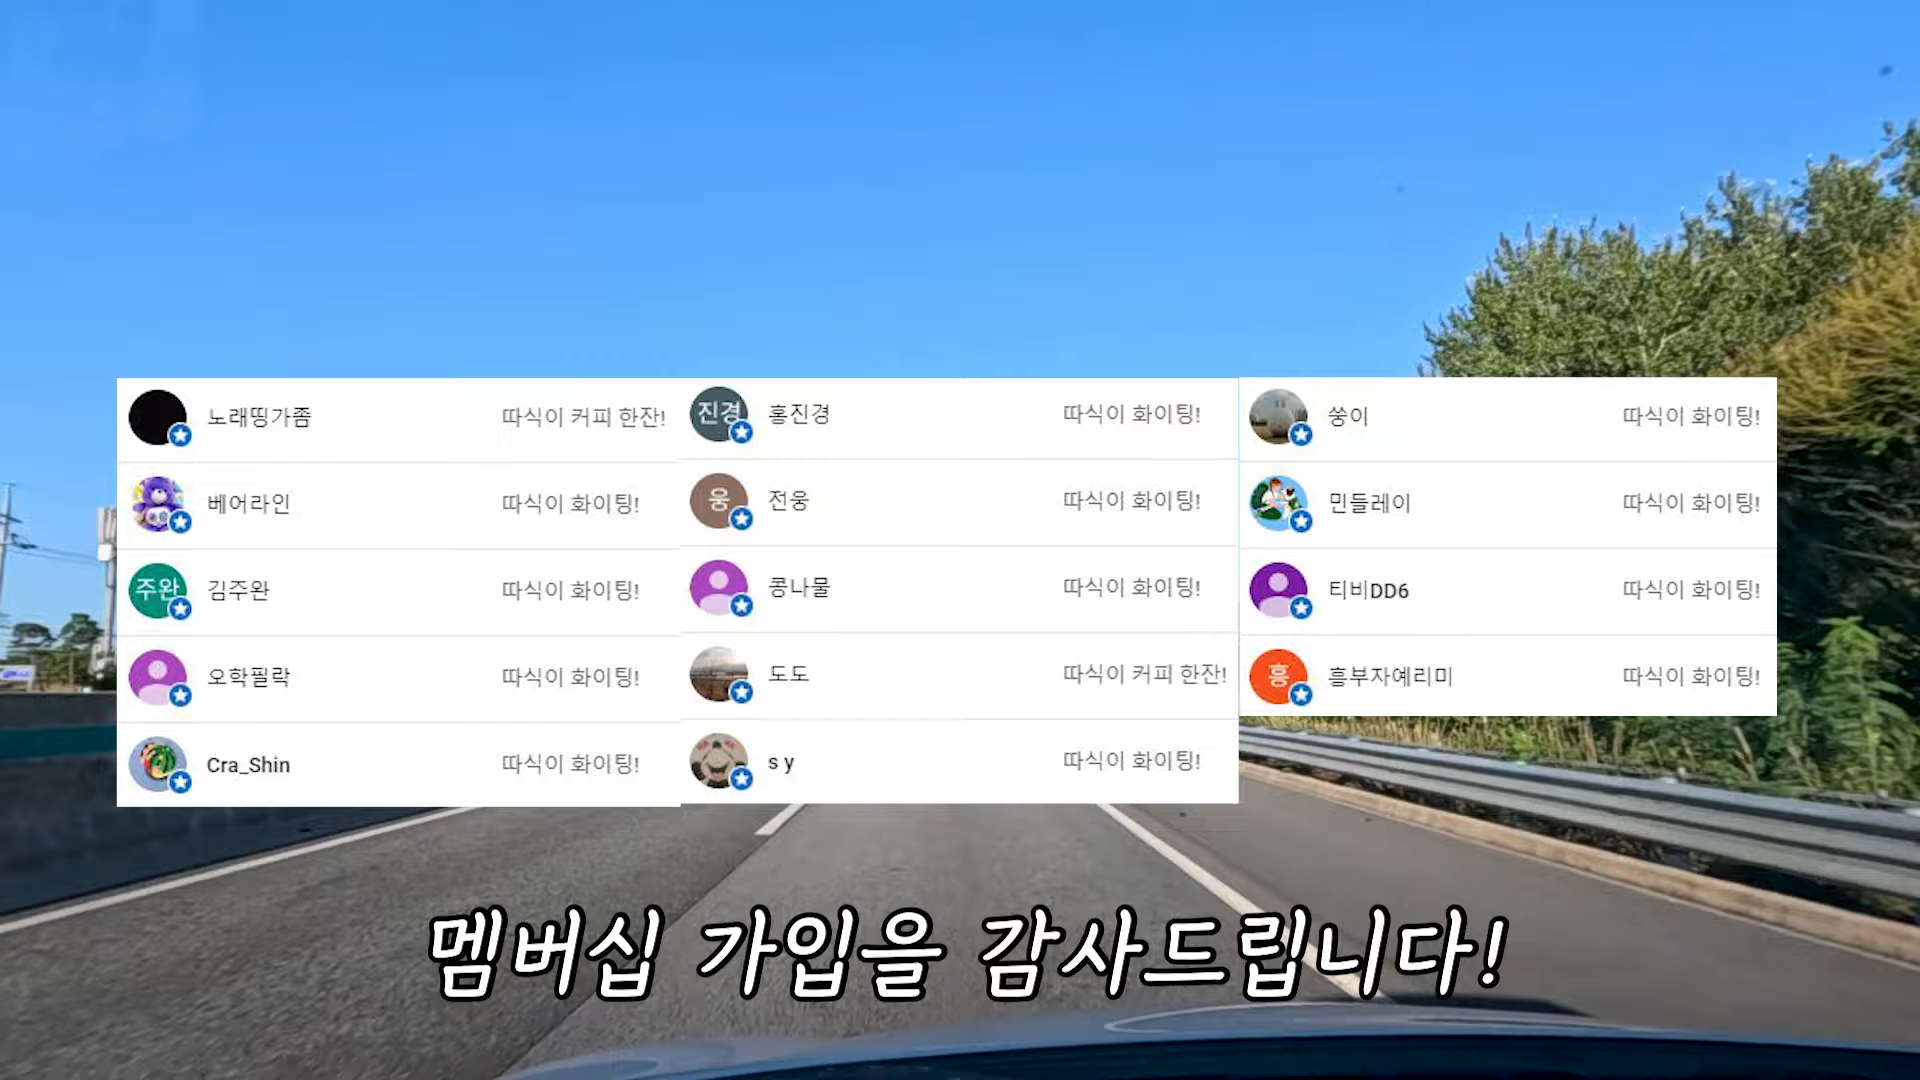 노래띵가좀 따식이 커피 한잔!
베어라인 따식이 화이팅!
주완 김주완 따식이 화이팅!
오학필락 따식이 화이팅!
Cra_Shin 따식이 화이팅!
진경 홍진경 따식이 화이팅!
웅 전웅 따식이 화이팅!
콩나물 따식이 화이팅!
도도 따식이 커피 한잔!
s y 따식이 화이팅!
쏭이 따식이 화이팅!
민들레이 따식이 화이팅!
티비DD6 따식이 화이팅!
흥 흥부자예리미 따식이 화이팅!
멤버십 가입을 감사드립니다!